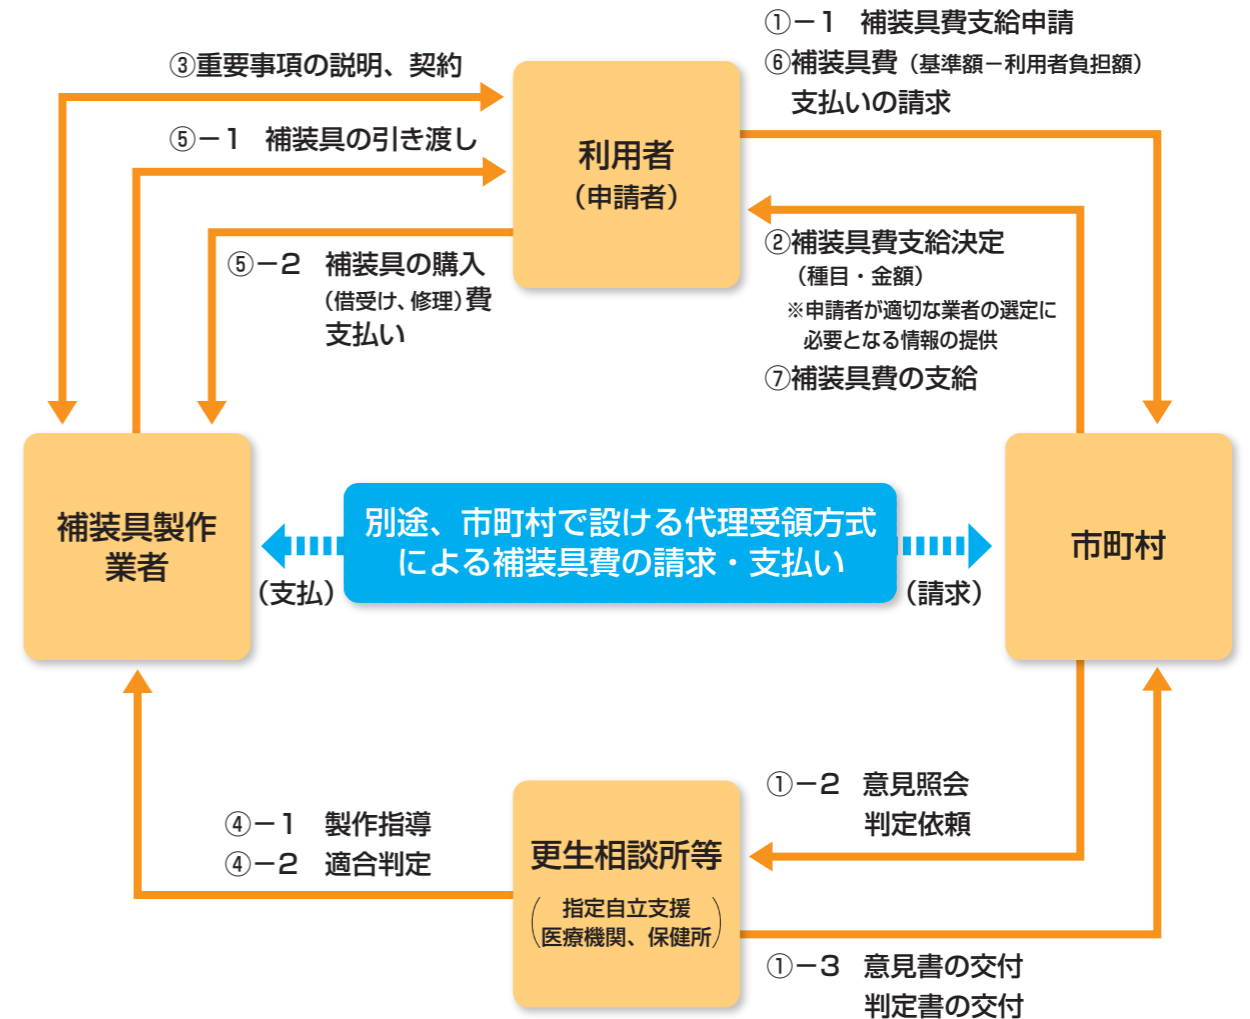 ①－1 補装具費支給申請
⑥補装具費（基準額－利用者負担額）
支払いの請求
③重要事項の説明、契約
⑤－1 補装具の引き渡し
利用者
（申請者）
⑤－2 補装具の購入
（借受け、修理）費
支払い
②補装具費支給決定
（種目・金額）
※申請者が適切な業者の選定に
必要となる情報の提供
⑦補装具費の支給
補装具製作
業者
別途、市町村で設ける代理受領方式
による補装具費の請求・支払い
（支払）
（請求）
市町村
④－1 製作指導
④－2 適合判定
更生相談所等
（指定自立支援
医療機関、保健所）
①－2 意見照会
判定依頼
①－3 意見書の交付
判定書の交付